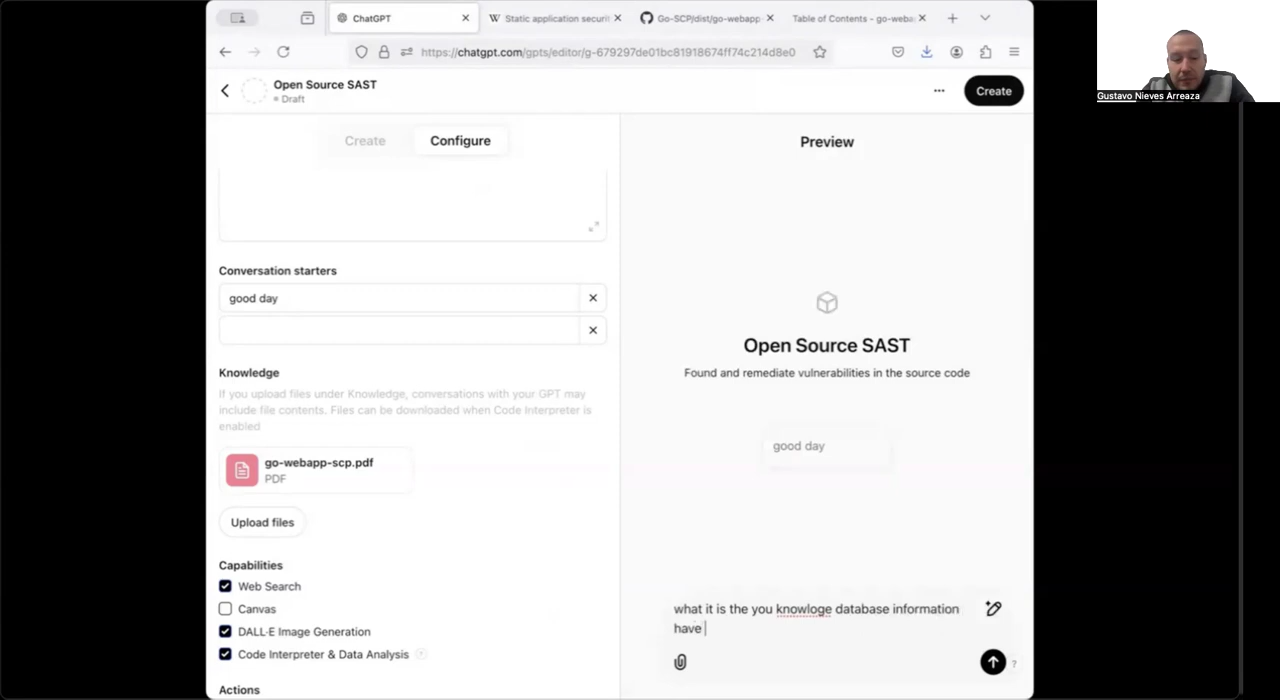 ChatGPT
Static application securit
Go-SCP/dist/go-webapp
Table of Contents - go-weba
https://chatgpt.com/gpts/editor/g-679297de01bc81918674ff74c214d8e0
Gustavo Nieves Arreaza
Open Source SAST
Draft
Create
Create
Configure
Preview
Conversation starters
good day
Knowledge
If you upload files under Knowledge, conversations with your GPT may
include file contents. Files can be downloaded when Code Interpreter is
enabled
go-webapp-scp.pdf
PDF
Upload files
Capabilities
Web Search
Canvas
DALL·E Image Generation
Code Interpreter & Data Analysis
?
Actions
Open Source SAST
Found and remediate vulnerabilities in the source code
good day
what it is the you knowloge database information
have
?